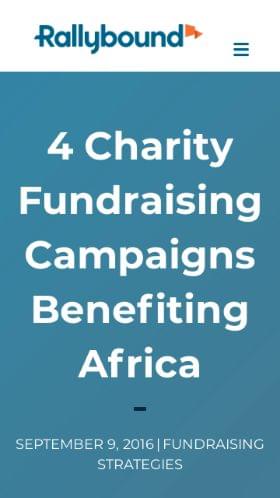 Rallybound
4 Charity
Fundraising
Campaigns
Benefiting
Africa
SEPTEMBER 9, 2016 | FUNDRAISING
STRATEGIES